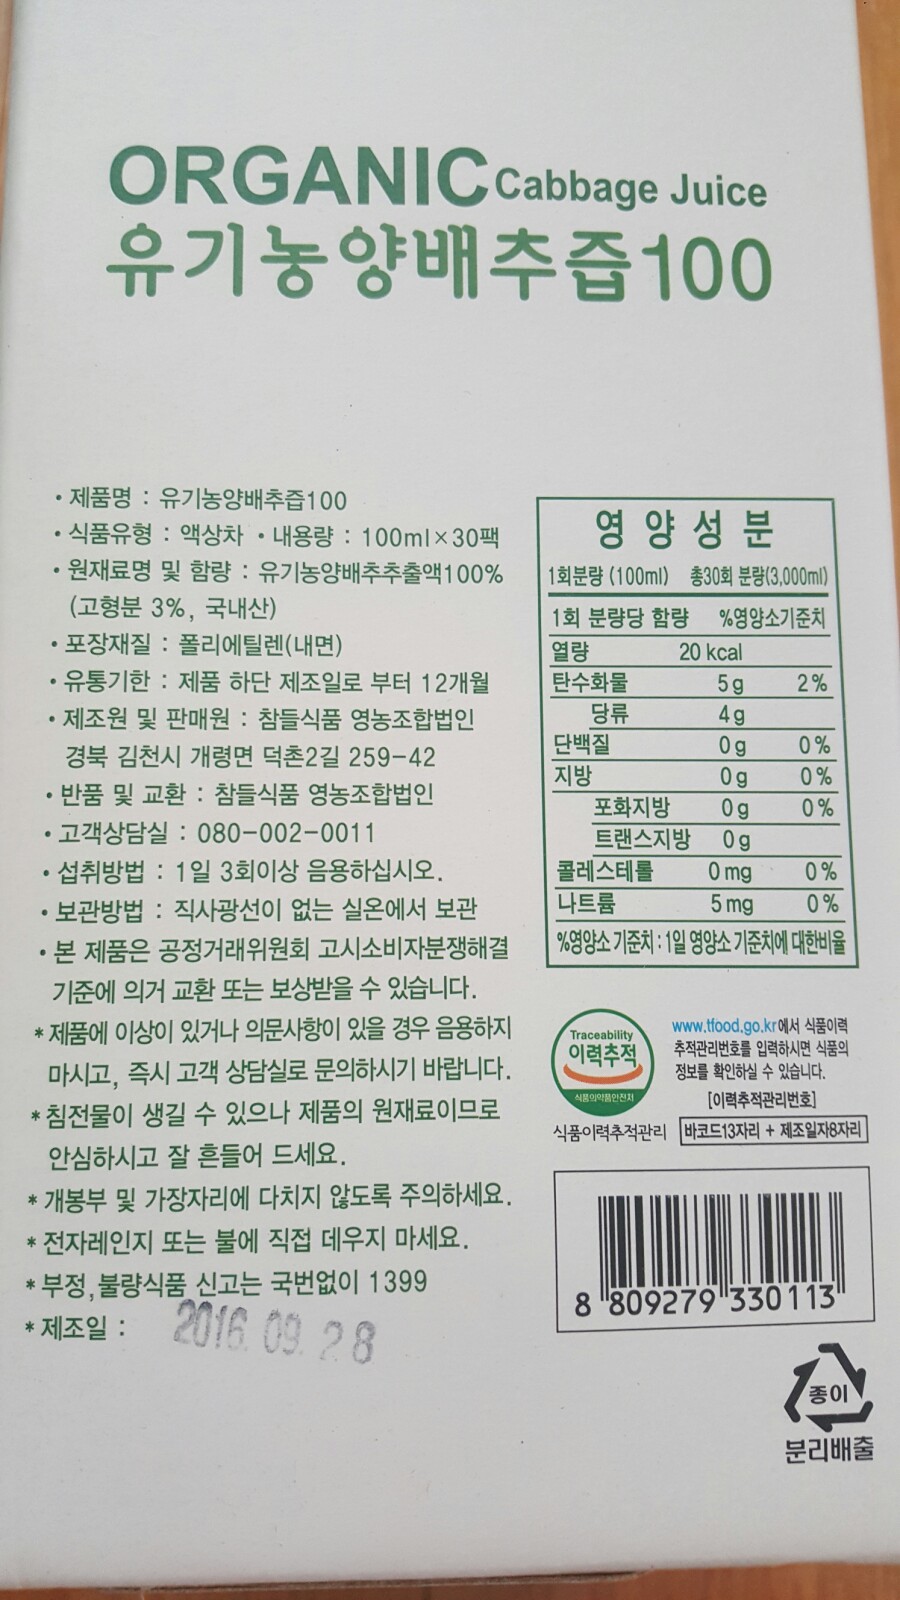 ORGANIC Cabbage Juice
유기농양배추즙100
• 제품명 : 유기농양배추즙100
• 식품유형 : 액상차 • 내용량 : 100ml×30팩
• 원재료명 및 함량 : 유기농양배추추출액100%
(고형분 3%, 국내산)
• 포장재질 : 폴리에틸렌(내면)
• 유통기한 : 제품 하단 제조일로 부터 12개월
• 제조원 및 판매원 : 참들식품 영농조합법인
경북 김천시 개령면 덕촌2길 259-42
• 반품 및 교환 : 참들식품 영농조합법인
• 고객상담실 : 080-002-0011
• 섭취방법 : 1일 3회이상 음용하십시오.
• 보관방법 : 직사광선이 없는 실온에서 보관
• 본 제품은 공정거래위원회 고시소비자분쟁해결
기준에 의거 교환 또는 보상받을 수 있습니다.
* 제품에 이상이 있거나 의문사항이 있을 경우 음용하지
마시고, 즉시 고객 상담실로 문의하시기 바랍니다.
* 침전물이 생길 수 있으나 제품의 원재료이므로
안심하시고 잘 흔들어 드세요.
* 개봉부 및 가장자리에 다치지 않도록 주의하세요.
* 전자레인지 또는 불에 직접 데우지 마세요.
* 부정,불량식품 신고는 국번없이 1399
* 제조일 : 2016. 09. 28
영양성분
1회분량 (100ml) 총30회 분량(3,000ml)
1회 분량당 함량 %영양소기준치
열량 20 kcal
탄수화물 5g 2%
당류 4g
단백질 0g 0%
지방 0g 0%
포화지방 0g 0%
트랜스지방 0g
콜레스테롤 0mg 0%
나트륨 5mg 0%
%영양소 기준치 : 1일 영양소 기준치에 대한비율
Traceability
이력추적
식품의약품안전처
식품이력추적관리
www.tfood.go.kr에서 식품이력
추적관리번호를 입력하시면 식품의
정보를 확인하실 수 있습니다.
[이력추적관리번호]
바코드13자리 + 제조일자8자리
8 809279 330113
종이
분리배출